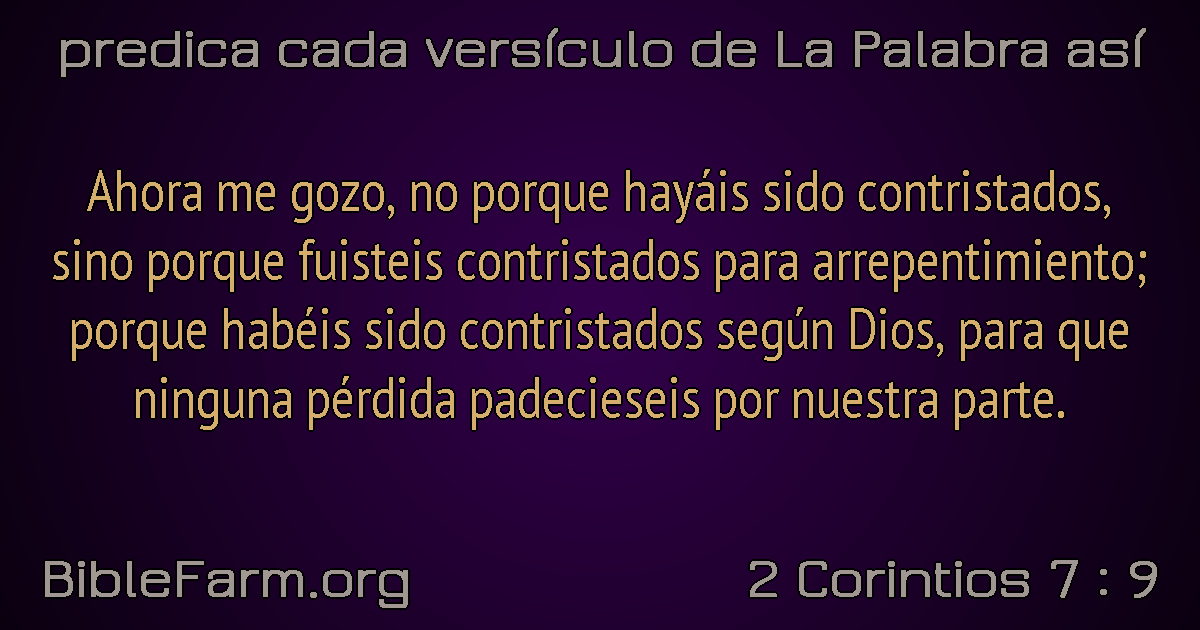 predica cada versículo de La Palabra así
Ahora me gozo, no porque hayáis sido contristados,
sino porque fuisteis contristados para arrepentimiento;
porque habéis sido contristados según Dios, para que
ninguna pérdida padecieseis por nuestra parte.
BibleFarm.org
2 Corintios 7 : 9